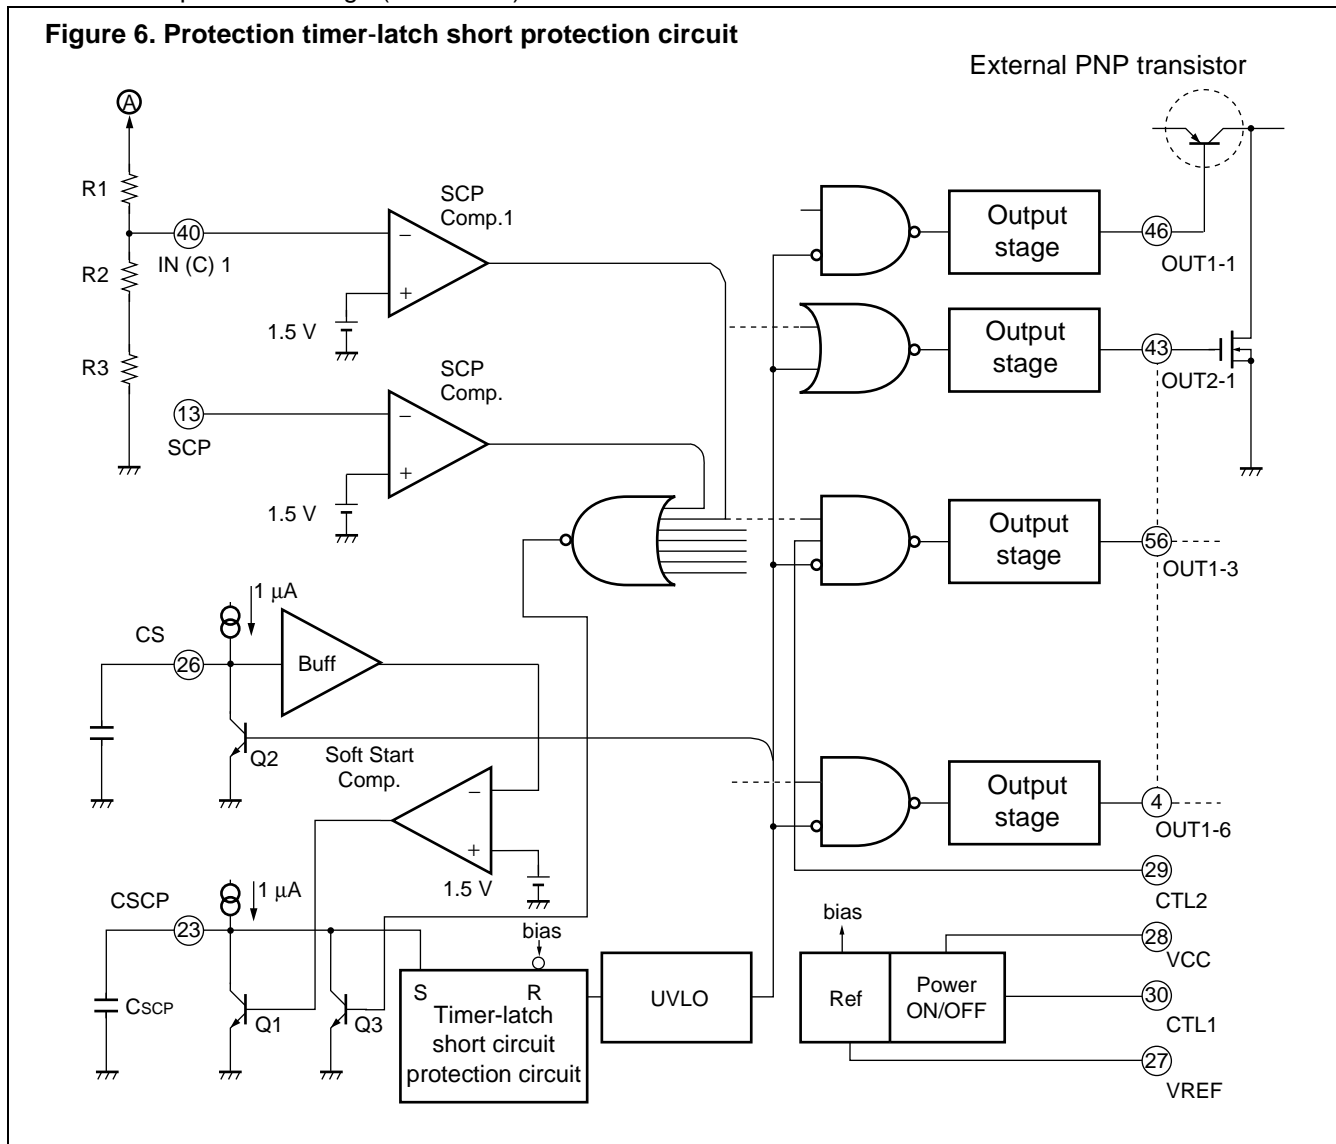 Figure 6. Protection timer-latch short protection circuit
External PNP transistor
A
R1
R2
R3
40
IN (C) 1
SCP
Comp.1
−
+
1.5 V
13
SCP
SCP
Comp.
−
+
1.5 V
Output
stage
46
OUT1-1
Output
stage
43
OUT2-1
Output
stage
56
OUT1-3
Output
stage
4
OUT1-6
1 μA
CS
26
Buff
Q2
Soft Start
Comp.
−
+
1.5 V
1 μA
CSCP
23
CSCP
Q1
Q3
bias
S
R
Timer-latch
short circuit
protection circuit
UVLO
bias
Ref
Power
ON/OFF
29
CTL2
28
VCC
30
CTL1
27
VREF